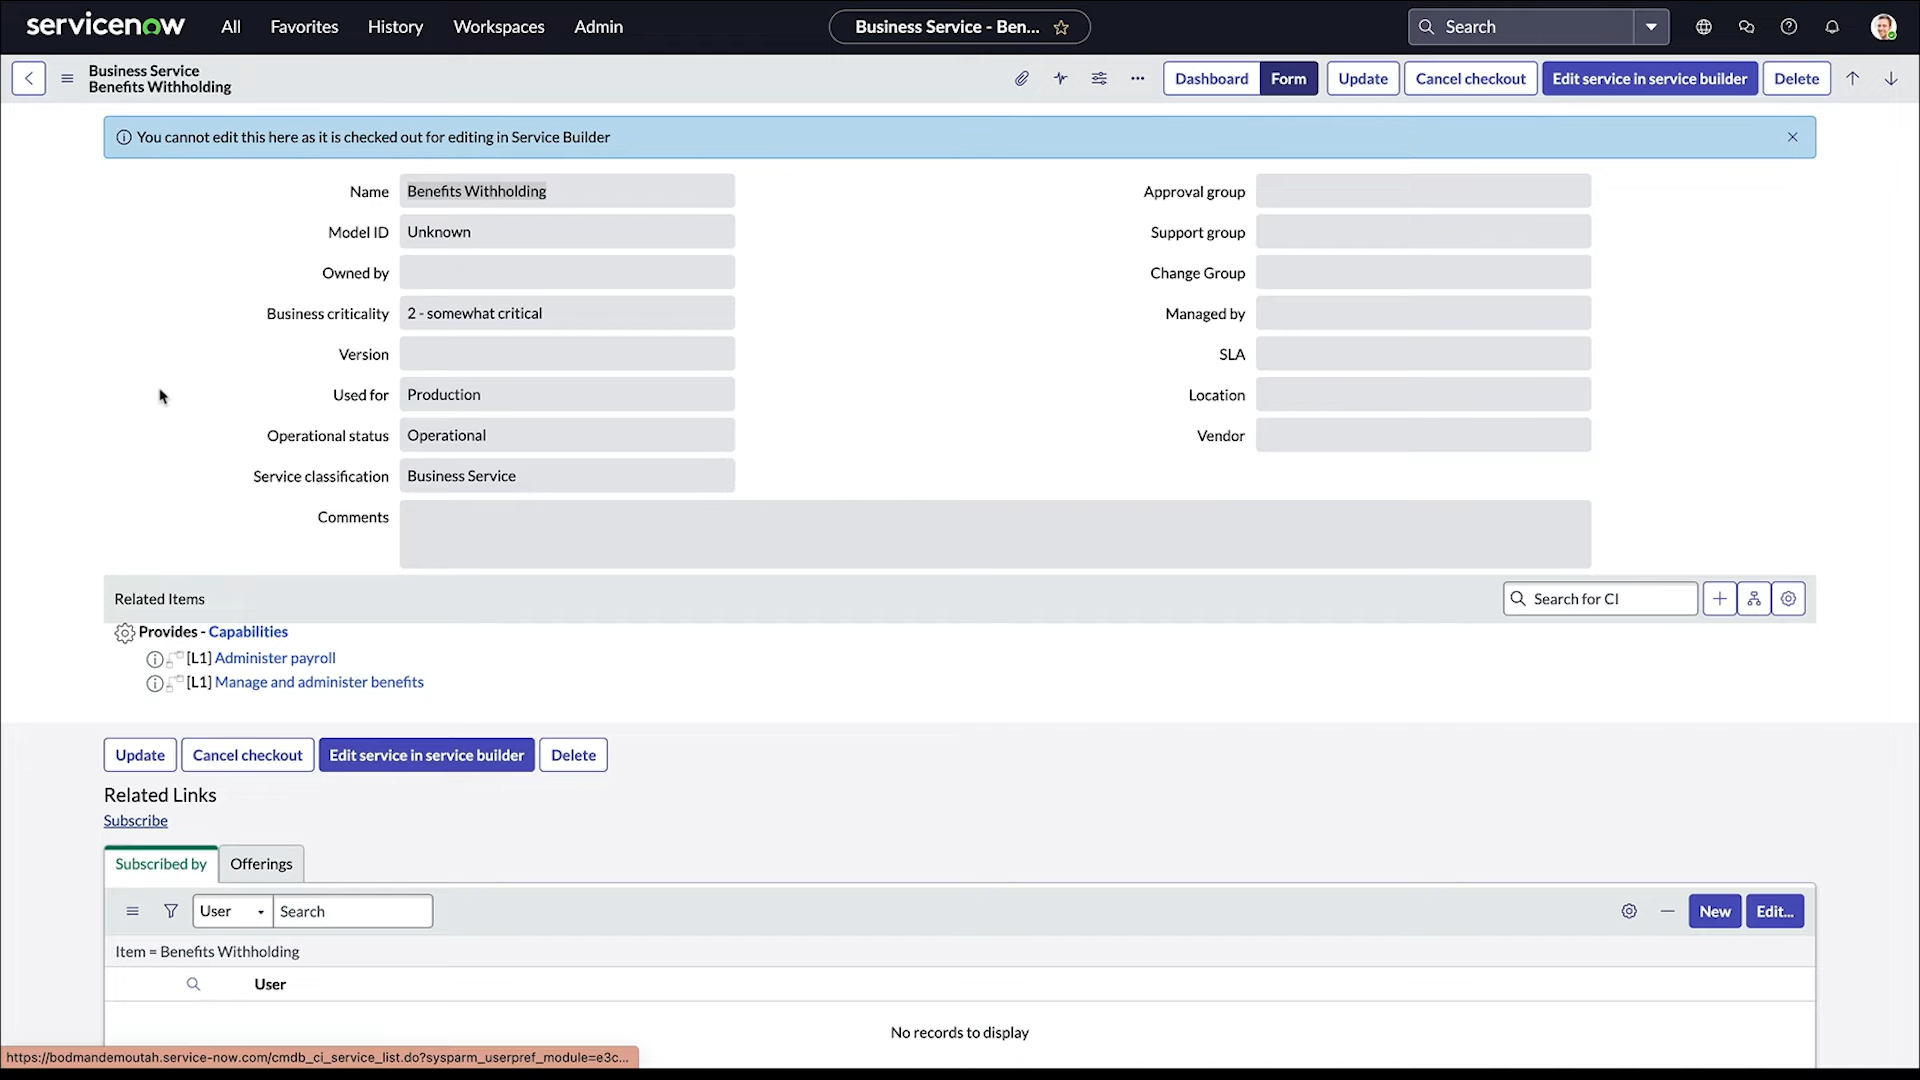 servicenow All Favorites History Workspaces Admin Business Service - Ben... Search
Business Service
Benefits Withholding
Dashboard Form Update Cancel checkout Edit service in service builder Delete
You cannot edit this here as it is checked out for editing in Service Builder
Name Benefits Withholding Approval group
Model ID Unknown Support group
Owned by Change Group
Business criticality 2 - somewhat critical Managed by
Version SLA
Used for Production Location
Operational status Operational Vendor
Service classification Business Service
Comments
Related Items Search for CI
Provides - Capabilities
[L1] Administer payroll
[L1] Manage and administer benefits
Update Cancel checkout Edit service in service builder Delete
Related Links
Subscribe
Subscribed by Offerings
User Search New Edit...
Item = Benefits Withholding
User
No records to display
https://bodmandemoutah.service-now.com/cmdb_ci_service_list.do?sysparm_userpref_module=e3c...